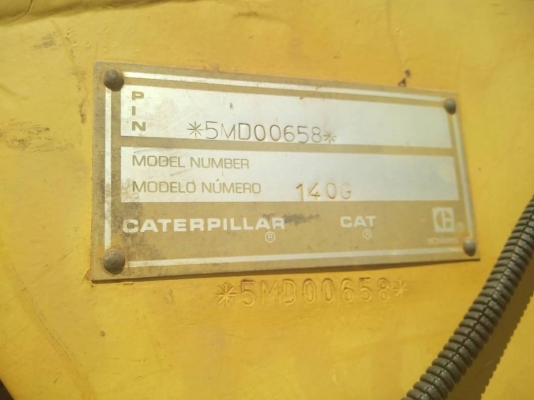 PIN
*5MD00658*
MODEL NUMBER
MODELO NÚMERO 140G
CATERPILLAR ® CAT ®
*5MD00658*